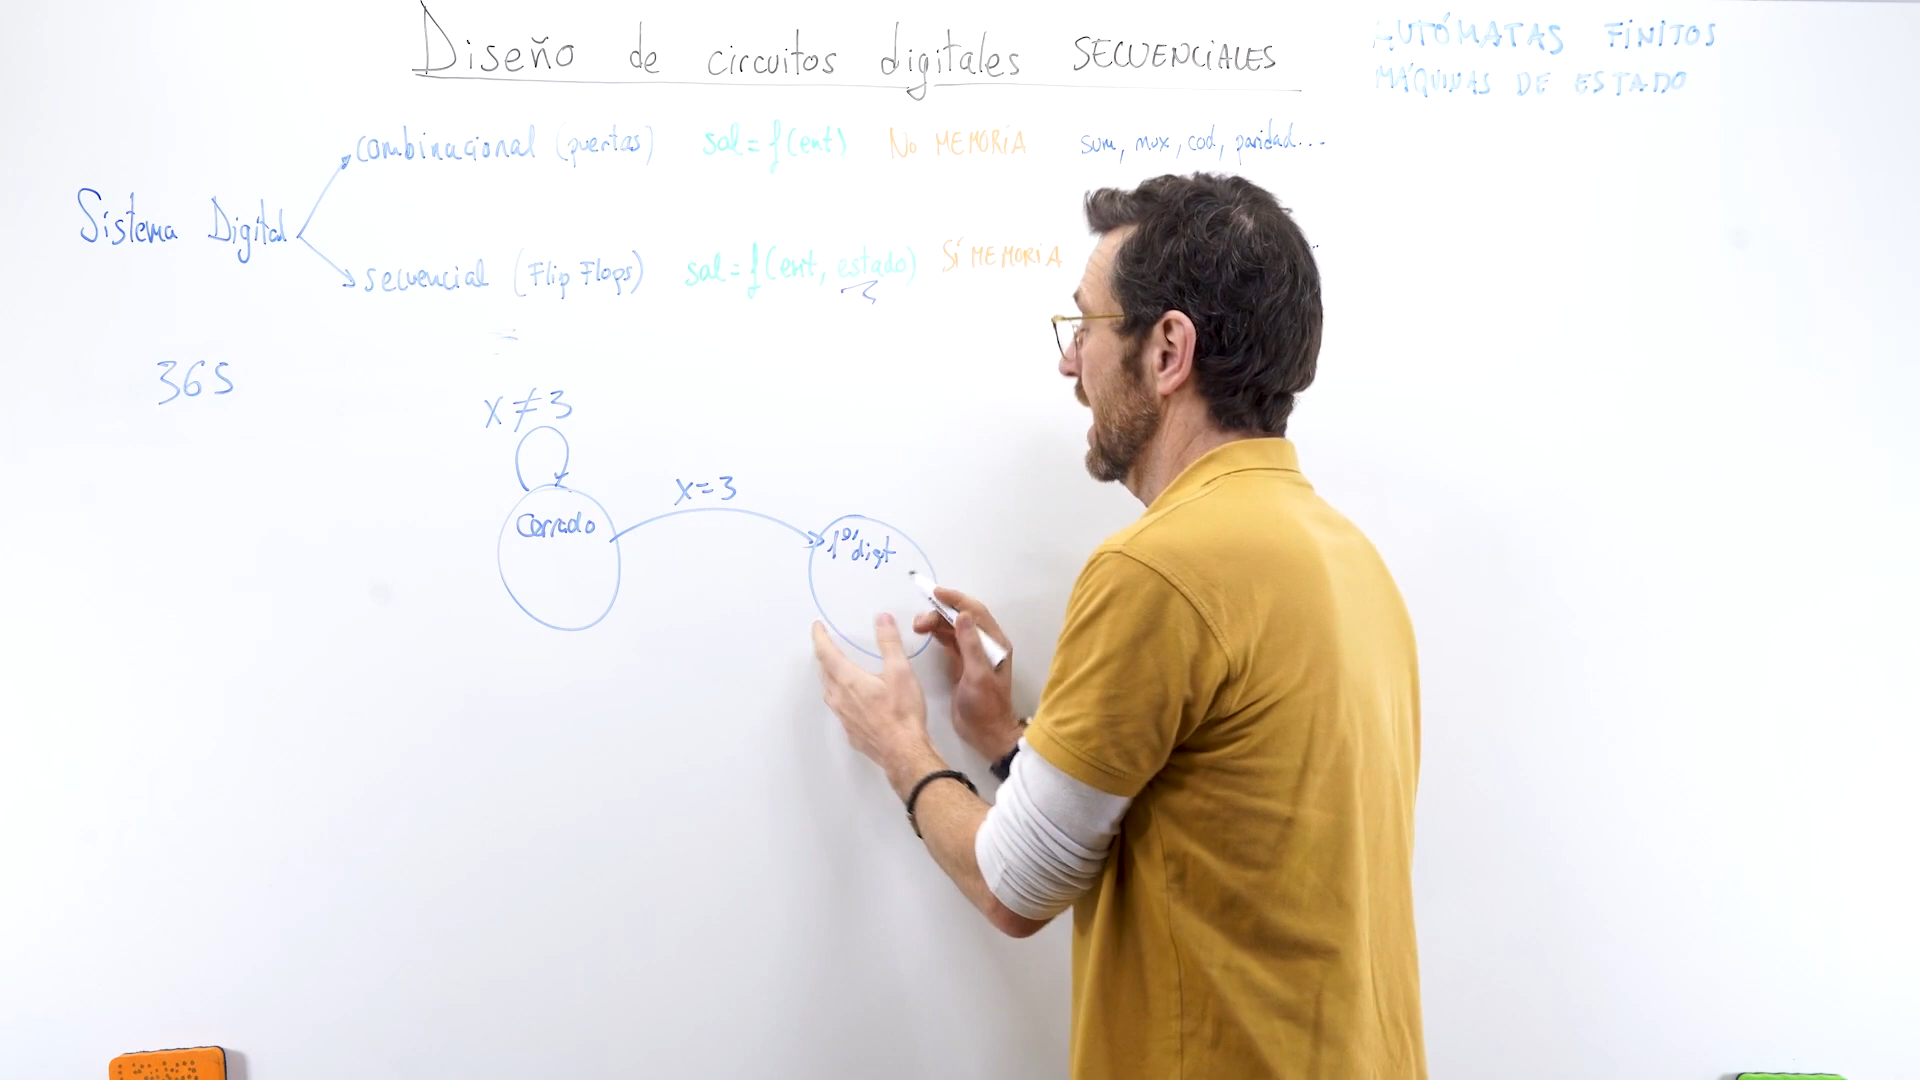 Diseño de circuitos digitales SECUENCIALES
AUTÓMATAS FINITOS
MÁQUINAS DE ESTADO
combinacional (puertas) sal = f(ent) NO MEMORIA sum, mux, cod, paridad...
Sistema Digital
secuencial (Flip Flops) sal = f(ent, estado) SÍ MEMORIA
365
X ≠ 3
X=3
Cerrado
1º digt